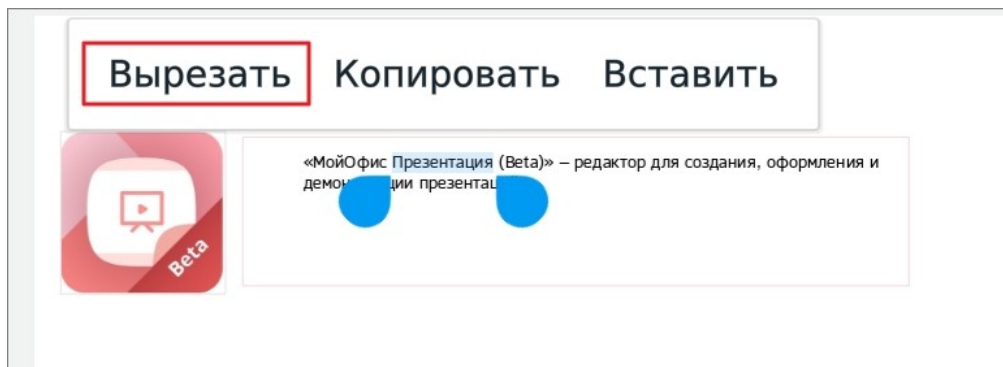 Вырезать Копировать Вставить
«МойОфис Презентация (Beta)» – редактор для создания, оформления и
Beta